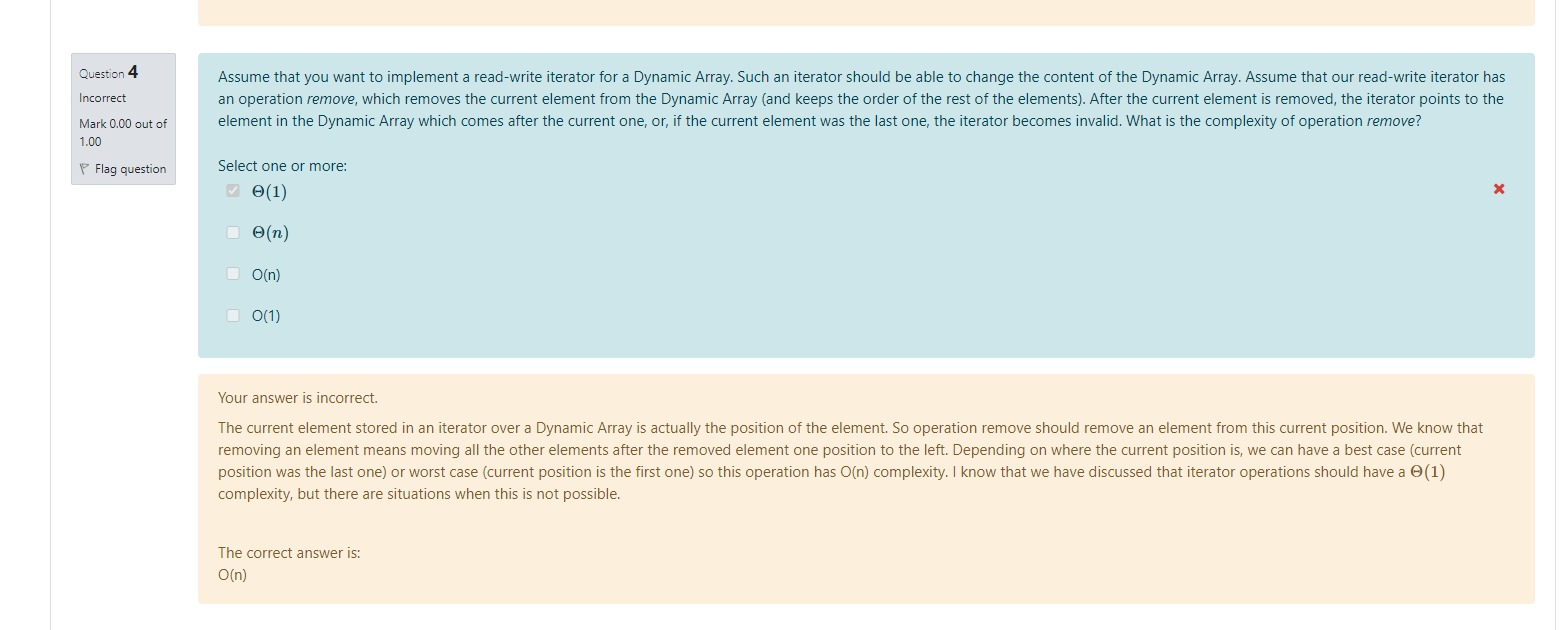 Question 4
Incorrect
Mark 0.00 out of
1.00
Flag question
Assume that you want to implement a read-write iterator for a Dynamic Array. Such an iterator should be able to change the content of the Dynamic Array. Assume that our read-write iterator has
an operation remove, which removes the current element from the Dynamic Array (and keeps the order of the rest of the elements). After the current element is removed, the iterator points to the
element in the Dynamic Array which comes after the current one, or, if the current element was the last one, the iterator becomes invalid. What is the complexity of operation remove?
Select one or more:
Θ(1)
Θ(n)
O(n)
O(1)
Your answer is incorrect.
The current element stored in an iterator over a Dynamic Array is actually the position of the element. So operation remove should remove an element from this current position. We know that
removing an element means moving all the other elements after the removed element one position to the left. Depending on where the current position is, we can have a best case (current
position was the last one) or worst case (current position is the first one) so this operation has O(n) complexity. I know that we have discussed that iterator operations should have a Θ(1)
complexity, but there are situations when this is not possible.
The correct answer is:
O(n)